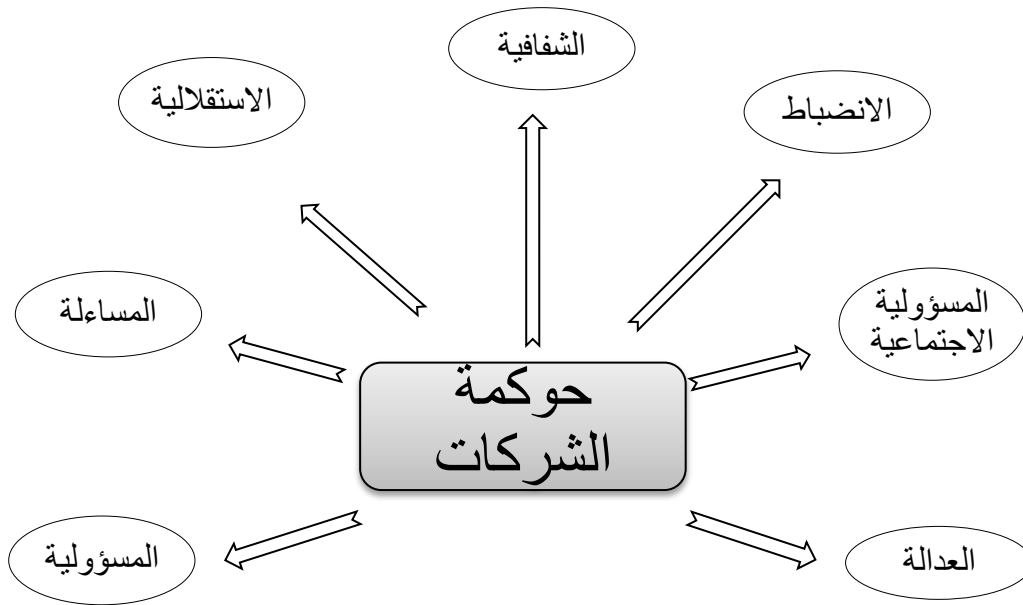 الشفافية
الانضباط
الاستقلالية
المسؤولية
الاجتماعية
المساءلة
حوكمة
الشركات
العدالة
المسؤولية